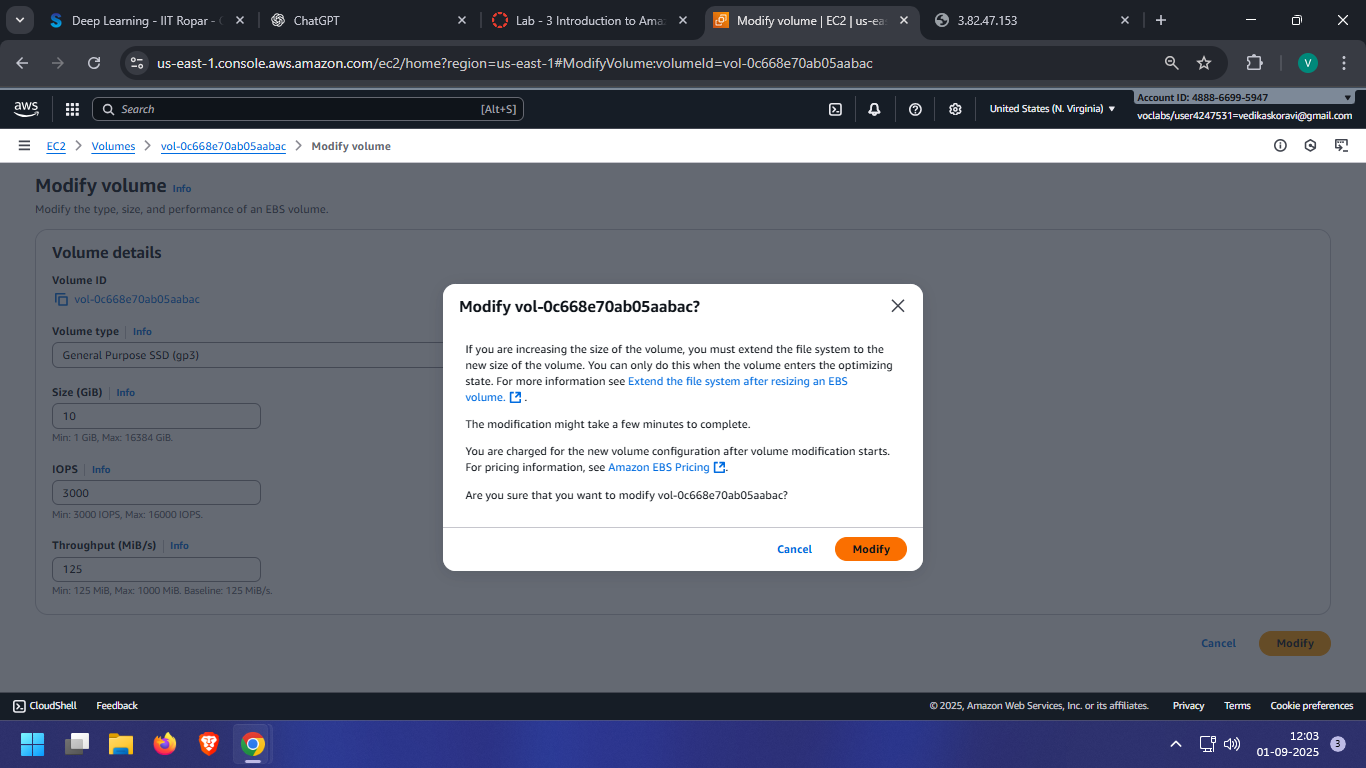 Deep Learning - IIT Ropar -
ChatGPT
Lab - 3 Introduction to Ama
Modify volume | EC2 | us-eas
3.82.47.153
us-east-1.console.aws.amazon.com/ec2/home?region=us-east-1#ModifyVolume:volumeId=vol-0c668e70ab05aabac
V
aws
Search
[Alt+S]
United States (N. Virginia)
Account ID: 4888-6699-5947
voclabs/user4247531=vedikaskoravi@gmail.com
EC2
Volumes
vol-0c668e70ab05aabac
Modify volume
Modify volume Info
Modify the type, size, and performance of an EBS volume.
Volume details
Volume ID
vol-0c668e70ab05aabac
Volume type Info
General Purpose SSD (gp3)
Size (GiB) Info
10
Min: 1 GiB, Max: 16384 GiB.
IOPS Info
3000
Min: 3000 IOPS, Max: 16000 IOPS.
Throughput (MiB/s) Info
125
Min: 125 MiB, Max: 1000 MiB. Baseline: 125 MiB/s.
Cancel
Modify
Modify vol-0c668e70ab05aabac?
If you are increasing the size of the volume, you must extend the file system to the
new size of the volume. You can only do this when the volume enters the optimizing
state. For more information see Extend the file system after resizing an EBS
volume. .
The modification might take a few minutes to complete.
You are charged for the new volume configuration after volume modification starts.
For pricing information, see Amazon EBS Pricing .
Are you sure that you want to modify vol-0c668e70ab05aabac?
Cancel
Modify
CloudShell
Feedback
© 2025, Amazon Web Services, Inc. or its affiliates.
Privacy
Terms
Cookie preferences
12:03
01-09-2025
3